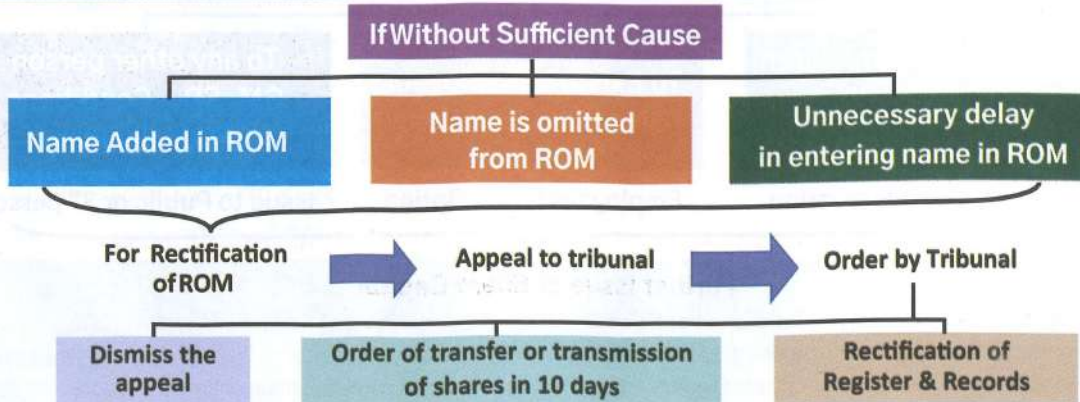 If Without Sufficient Cause
Name Added in ROM
Name is omitted
from ROM
Unnecessary delay
in entering name in ROM
For Rectification
of ROM
Appeal to tribunal
Order by Tribunal
Dismiss the
appeal
Order of transfer or transmission
of shares in 10 days
Rectification of
Register & Records